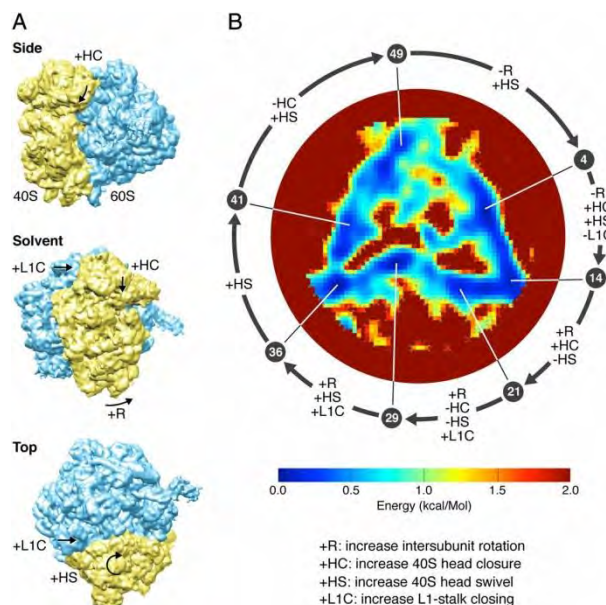 A
Side
+HC
40S
60S
Solvent
+L1C
+HC
+R
Top
+L1C
+HS
B
49
-R
+HS
4
-R
+HC
+HS
-L1C
14
+R
+HC
-HS
21
+R
-HC
-HS
+L1C
29
+R
+HS
+L1C
36
+HS
41
-HC
+HS
0.0
0.5
1.0
1.5
2.0
Energy (kcal/Mol)
+R: increase intersubunit rotation
+HC: increase 40S head closure
+HS: increase 40S head swivel
+L1C: increase L1-stalk closing